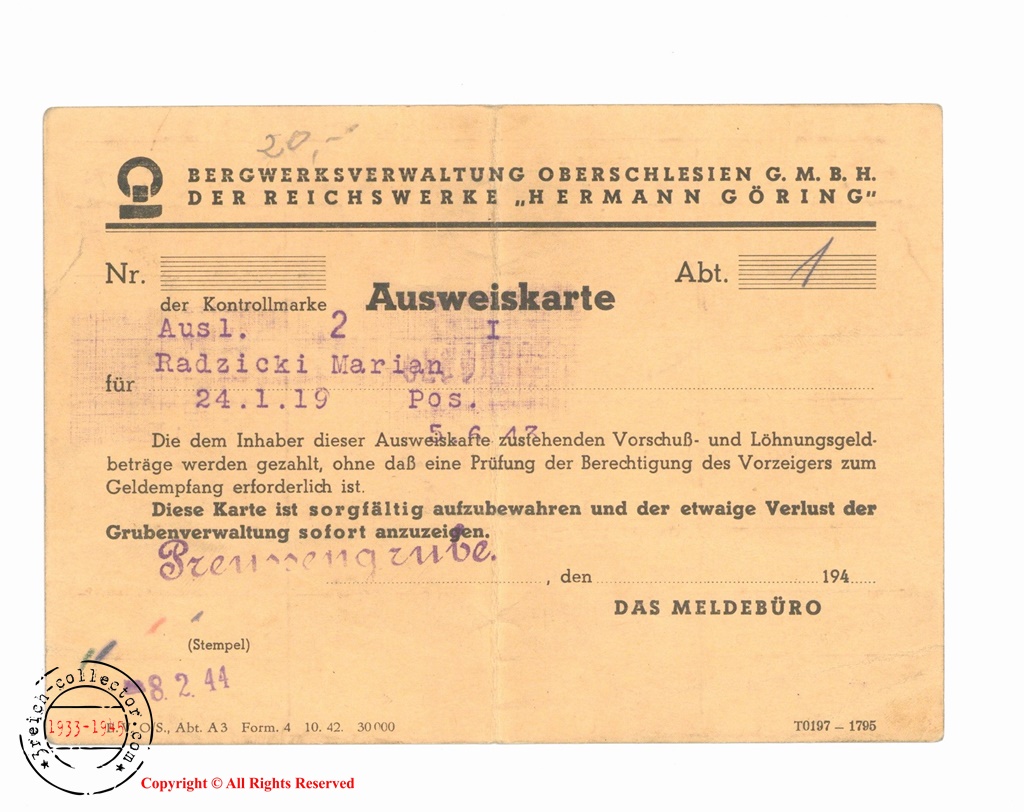 20,-
BERGWERKSVERWALTUNG OBERSCHLESIEN G. M. B. H.
DER REICHSWERKE „HERMANN GÖRING“
Nr.
Abt. 1
der Kontrollmarke
Ausweiskarte
Ausl. 2 I
Radzicki Marian
für
24.1.19 Pos.
5.6.43
Die dem Inhaber dieser Ausweiskarte zustehenden Vorschuß- und Löhnungsgeld-
beträge werden gezahlt, ohne daß eine Prüfung der Berechtigung des Vorzeigers zum
Geldempfang erforderlich ist.
Diese Karte ist sorgfältig aufzubewahren und der etwaige Verlust der
Grubenverwaltung sofort anzuzeigen.
Preussengrube.
, den 194
DAS MELDEBÜRO
(Stempel)
8. 2. 44
O/S., Abt. A 3 Form. 4 10. 42. 30 000
T0197 – 1795
3reich-collector.com
1933-1945
Copyright © All Rights Reserved